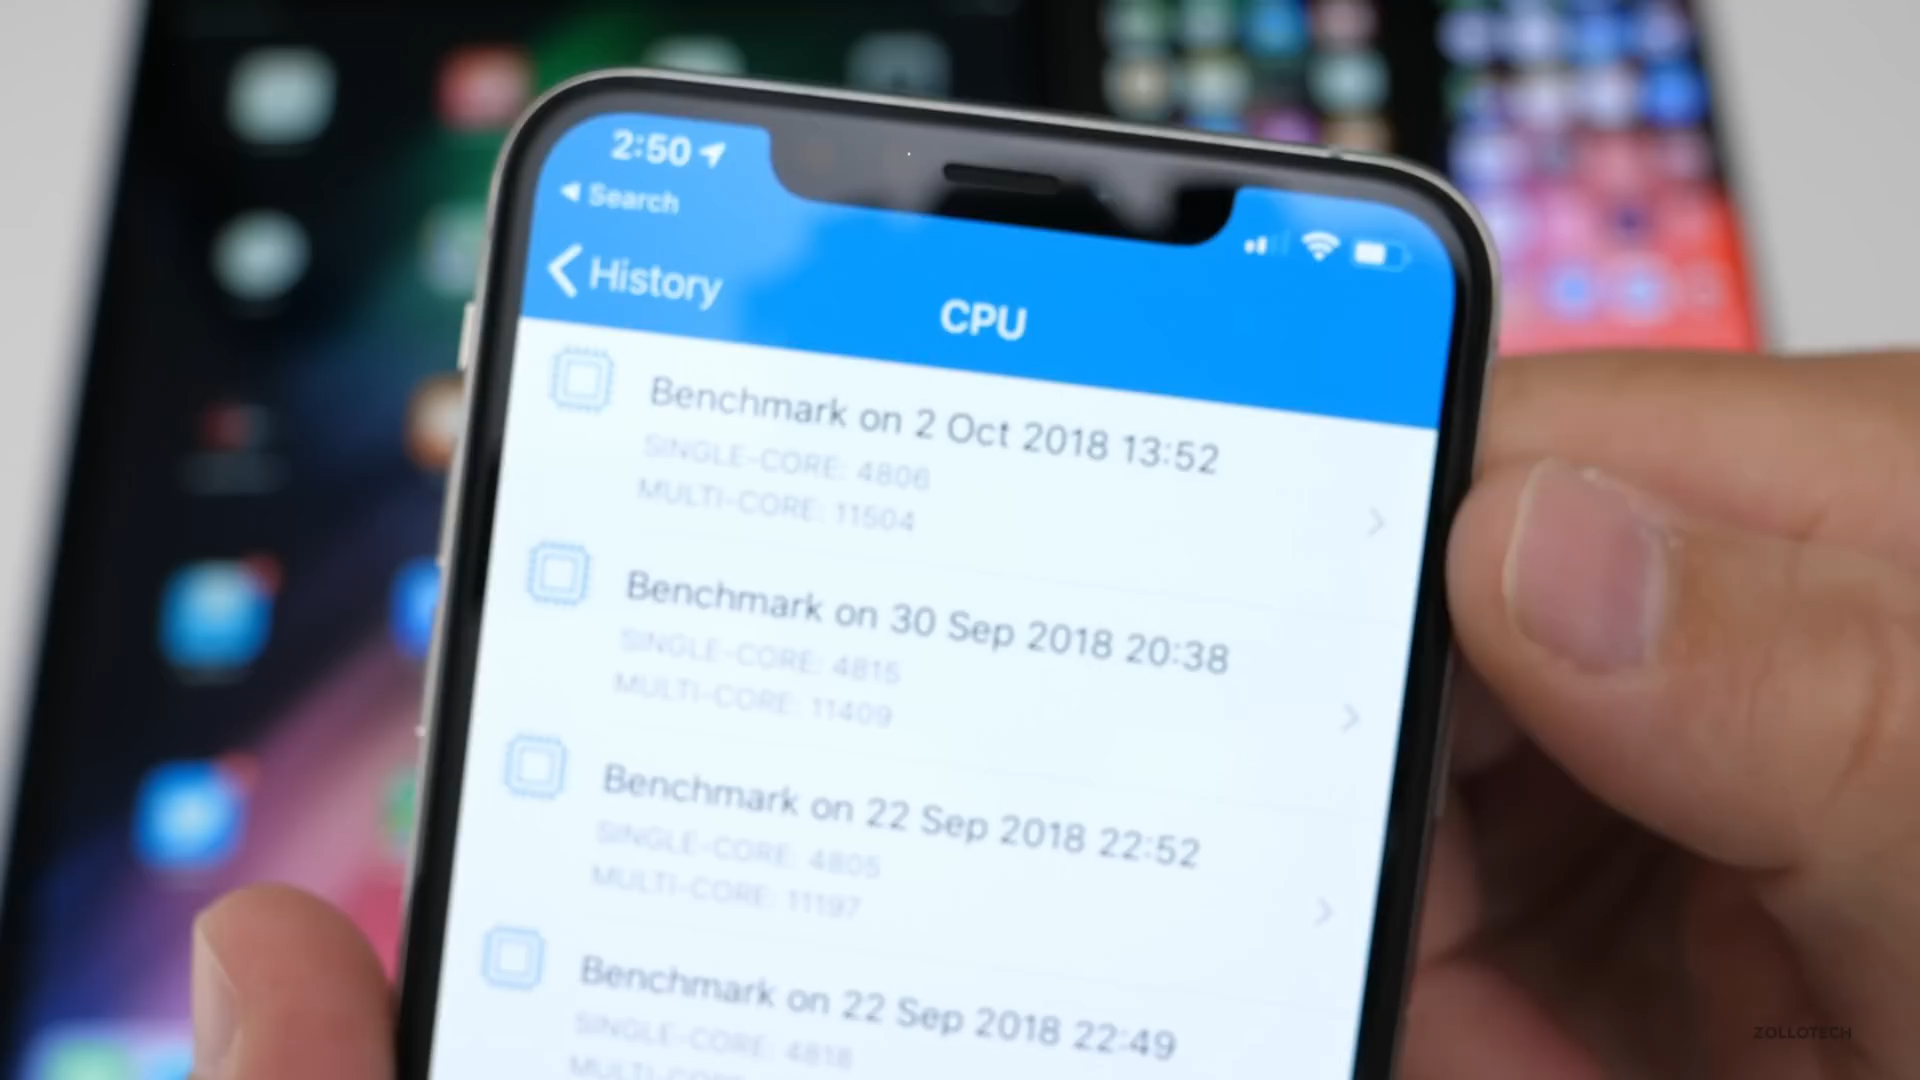 2:50
Search
History
CPU
Benchmark on 2 Oct 2018 13:52
SINGLE-CORE: 4806
MULTI-CORE: 11504
Benchmark on 30 Sep 2018 20:38
SINGLE-CORE: 4815
MULTI-CORE: 11409
Benchmark on 22 Sep 2018 22:52
SINGLE-CORE: 4805
MULTI-CORE: 11197
Benchmark on 22 Sep 2018 22:49
SINGLE-CORE: 4818
MULTI-CORE:
ZOLLOTECH